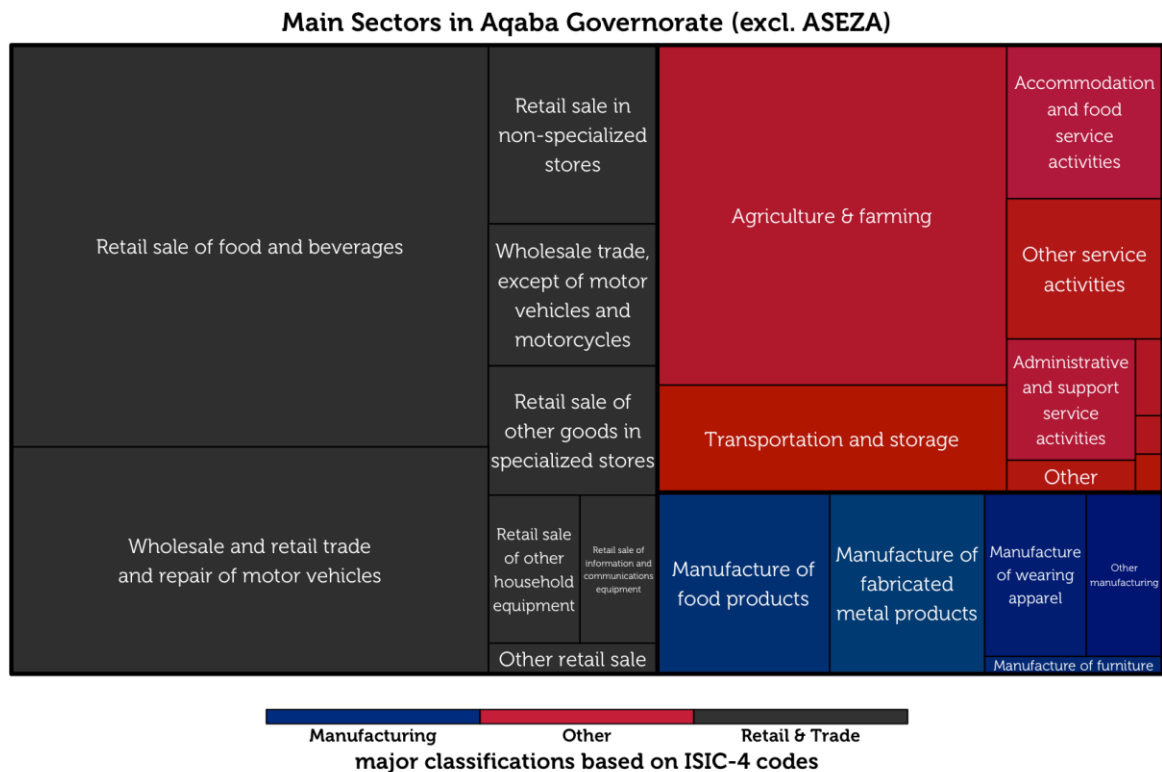 Main Sectors in Aqaba Governorate (excl. ASEZA)
Retail sale of food and beverages
Wholesale and retail trade
and repair of motor vehicles
Retail sale in
non-specialized
stores
Wholesale trade,
except of motor
vehicles and
motorcycles
Retail sale of
other goods in
specialized stores
Retail sale
of other
household
equipment
Retail sale of
information and
communications
equipment
Other retail sale
Agriculture & farming
Transportation and storage
Accommodation
and food
service
activities
Other service
activities
Administrative
and support
service
activities
Other
Manufacture of
food products
Manufacture of
fabricated
metal products
Manufacture
of wearing
apparel
Other
manufacturing
Manufacture of furniture
Manufacturing
Other
Retail & Trade
major classifications based on ISIC-4 codes